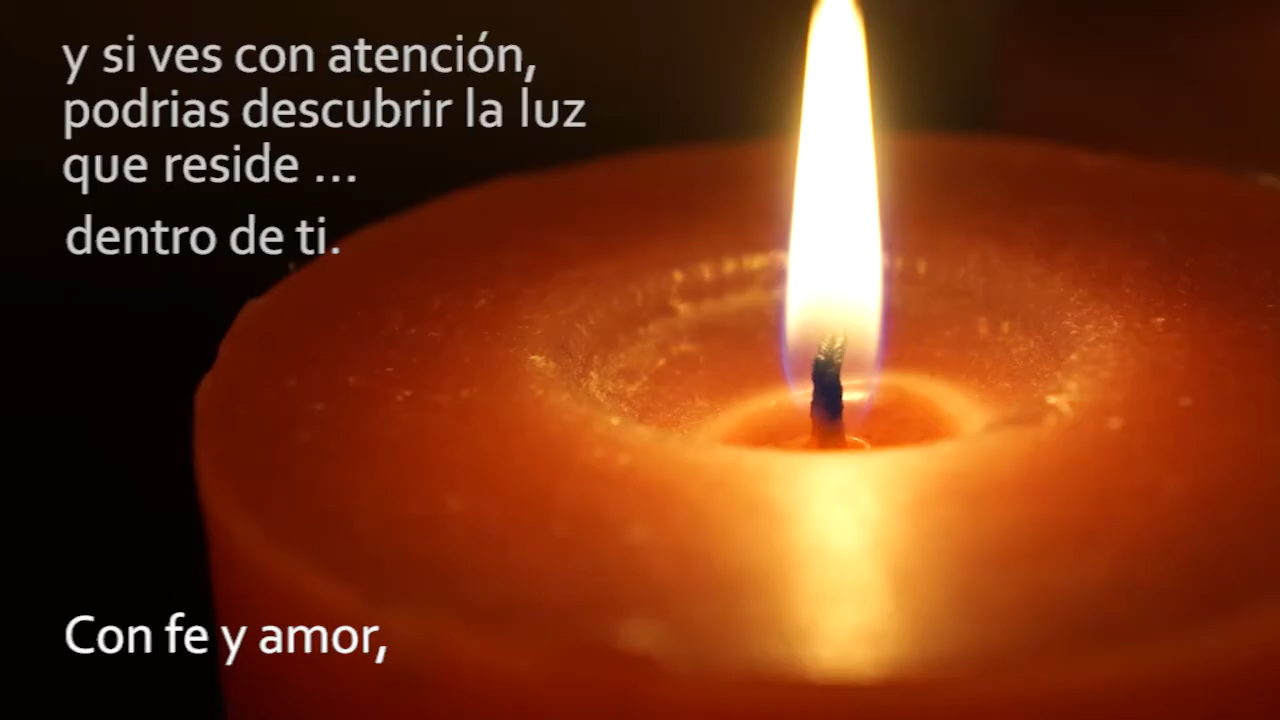 y si ves con atención,
podrias descubrir la luz
que reside ...
dentro de ti.
Con fe y amor,